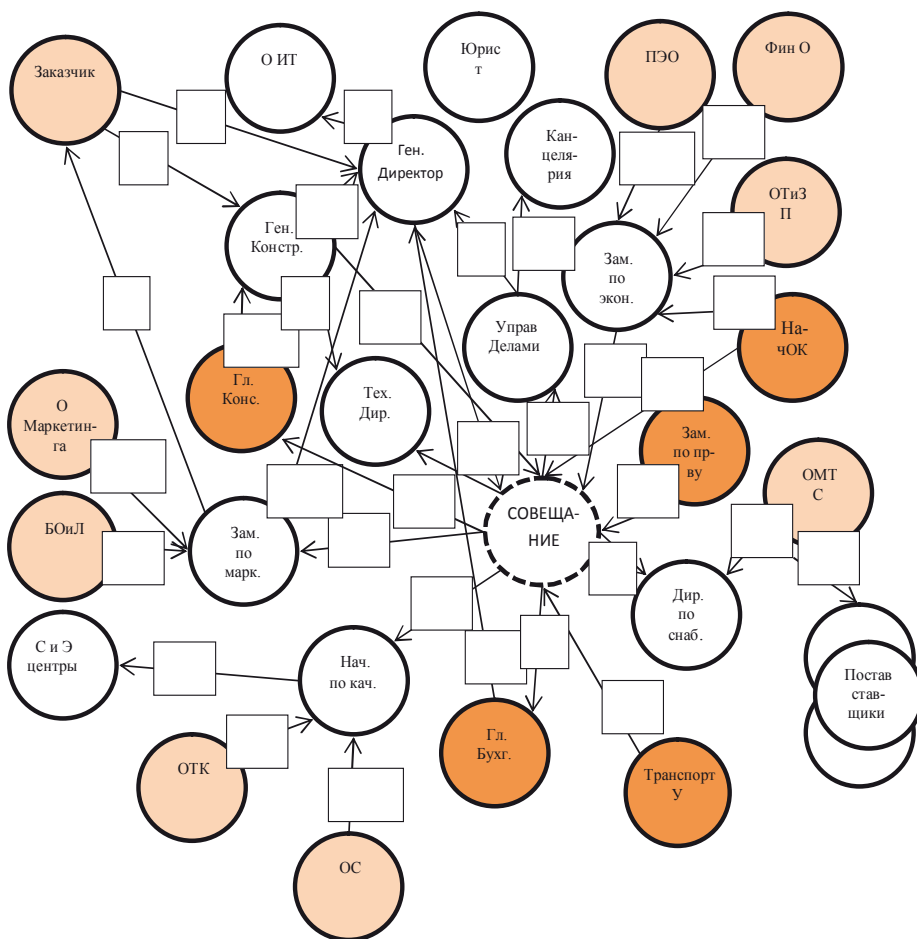 Заказчик
О ИТ
Юрис
т
ПЭО
Фин О
Ген.
Директор
Кан-
целя-
рия
ОТиЗ
П
Ген.
Констр.
Зам.
по
экон.
Управ
Делами
На-
чОК
Гл.
Конс.
Тех.
Дир.
О
Маркетин-
га
Зам.
по пр-
ву
ОМТ
С
БОиЛ
Зам.
по
марк.
СОВЕЩА-
НИЕ
Дир.
по
снаб.
С и Э
центры
Нач.
по кач.
Постав
став-
щики
Гл.
Бухг.
ОТК
Транспорт
У
ОС